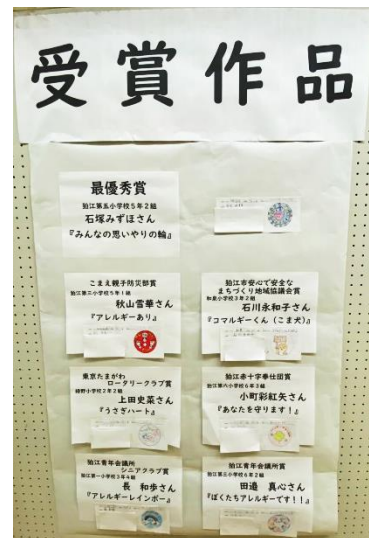 受賞作品
最優秀賞
狛江第五小学校5年2組
石塚みずほさん
『みんなの思いやりの輪』
こまえ親子防災部賞
狛江第三小学校5年1組
秋山雪華さん
『アレルギーあり』
狛江市安心で安全な
まちづくり地域協議会賞
和泉小学校3年2組
石川永和子さん
『コマルギーくん(こま犬)』
東京たまがわ
ロータリークラブ賞
緑野小学校2年2組
上田史菜さん
『うさぎハート』
狛江赤十字奉仕団賞
狛江第六小学校6年3組
小町彩紅矢さん
『あなたを守ります!』
狛江青年会議所
シニアクラブ賞
狛江第一小学校3年4組
長 和歩さん
『アレルギーレインボー』
狛江青年会議所賞
狛江第三小学校6年2組
田邉 真心さん
『ぼくたちアレルギーです!!』